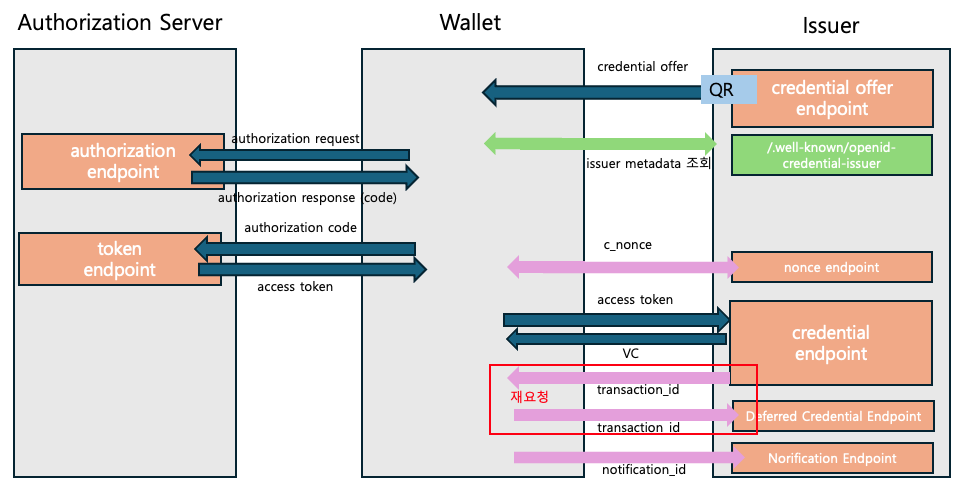 Authorization Server
Wallet
Issuer
credential offer
QR
credential offer
endpoint
authorization request
authorization
endpoint
issuer metadata 조회
/.well-known/openid-
credential-issuer
authorization response (code)
authorization code
token
endpoint
access token
c_nonce
nonce endpoint
access token
credential
endpoint
VC
재요청
transaction_id
transaction_id
Deferred Credential Endpoint
notification_id
Norification Endpoint